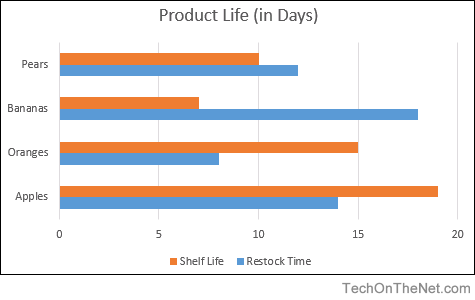 Product Life (in Days)
Pears
Bananas
Oranges
Apples
0 5 10 15 20
Shelf Life Restock Time
TechOnTheNet.com